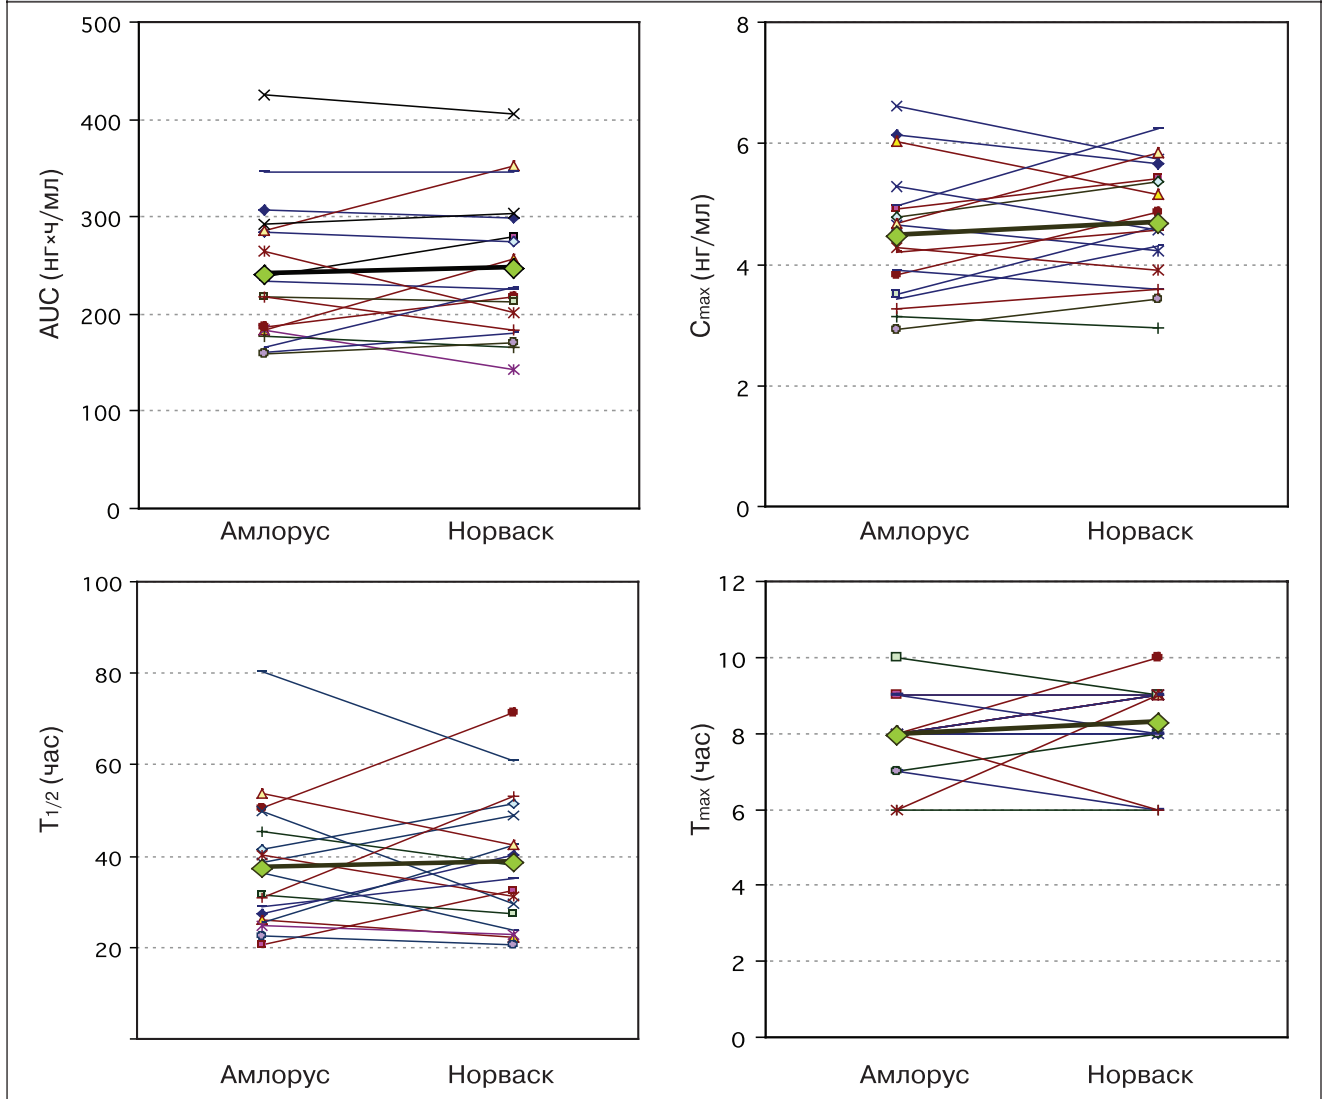 AUC (нг×ч/мл)
500
400
300
200
100
0
Амлорус Норваск
Cmax (нг/мл)
8
6
4
2
0
Амлорус Норваск
T1/2 (час)
100
80
60
40
20
Амлорус Норваск
Tmax (час)
12
10
8
6
4
2
0
Амлорус Норваск